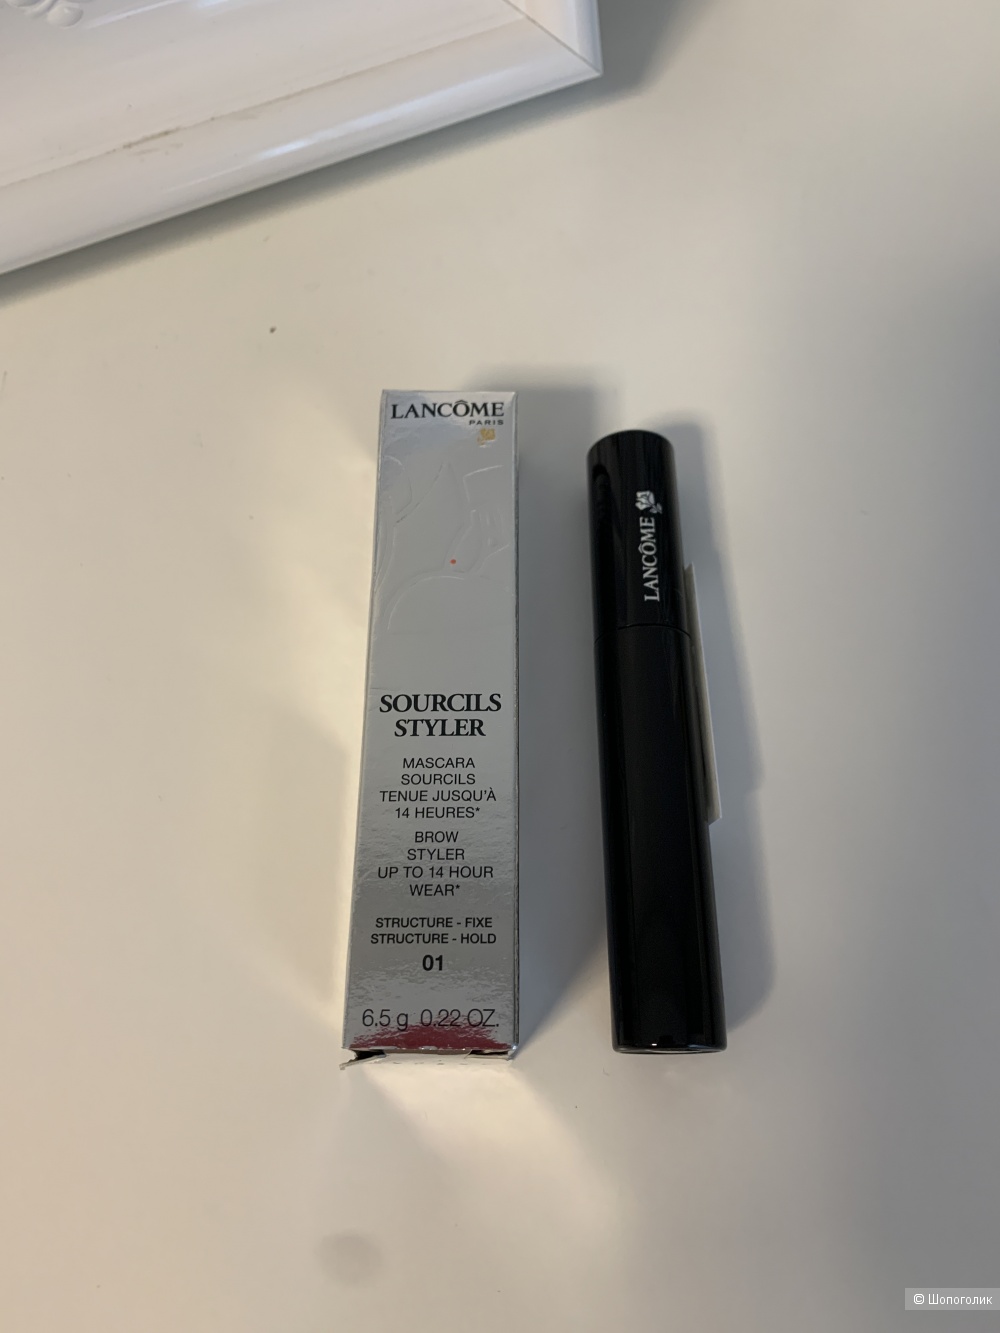 LANCÔME
PARIS
SOURCILS
STYLER
MASCARA
SOURCILS
TENUE JUSQU'À
14 HEURES*
BROW
STYLER
UP TO 14 HOUR
WEAR*
STRUCTURE - FIXE
STRUCTURE - HOLD
01
6.5 g 0.22 OZ.
LANCÔME
© Шопоголик